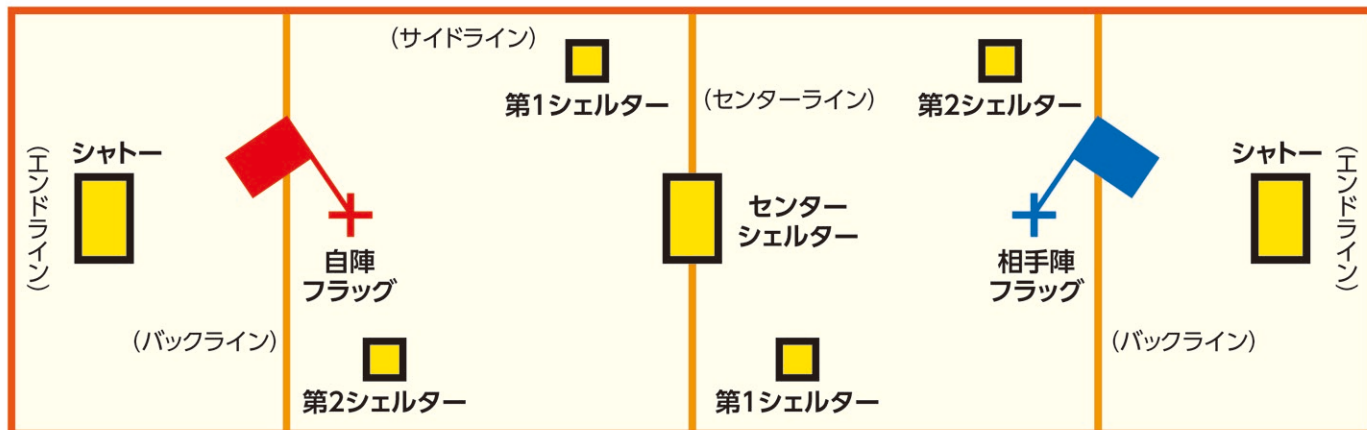 (サイドライン)
第1シェルター
(センターライン)
第2シェルター
(エンドライン)
シャトー
シャトー
(エンドライン)
センター
シェルター
自陣
フラッグ
相手陣
フラッグ
(バックライン)
(バックライン)
第2シェルター
第1シェルター